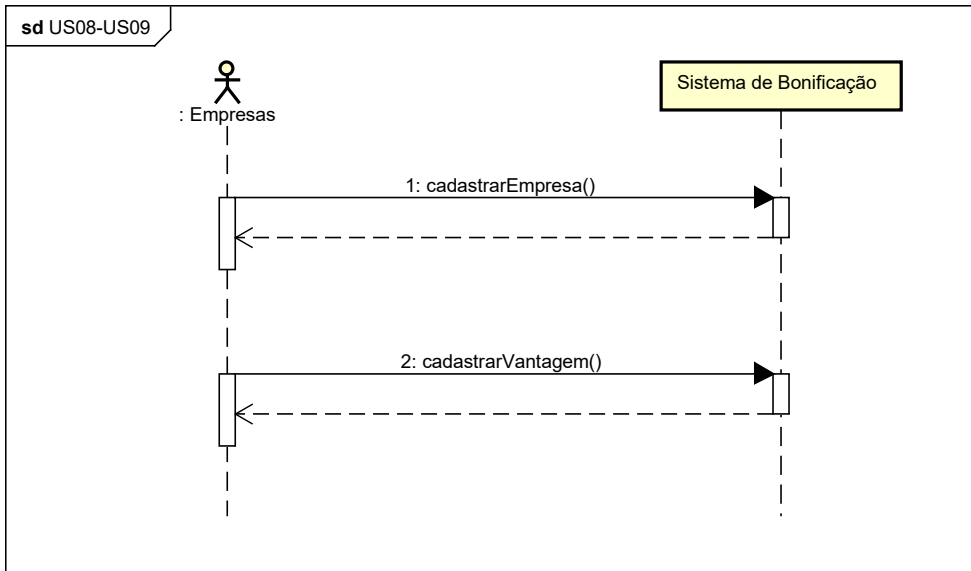 sd US08-US09
: Empresas
Sistema de Bonificação
1: cadastrarEmpresa()
2: cadastrarVantagem()